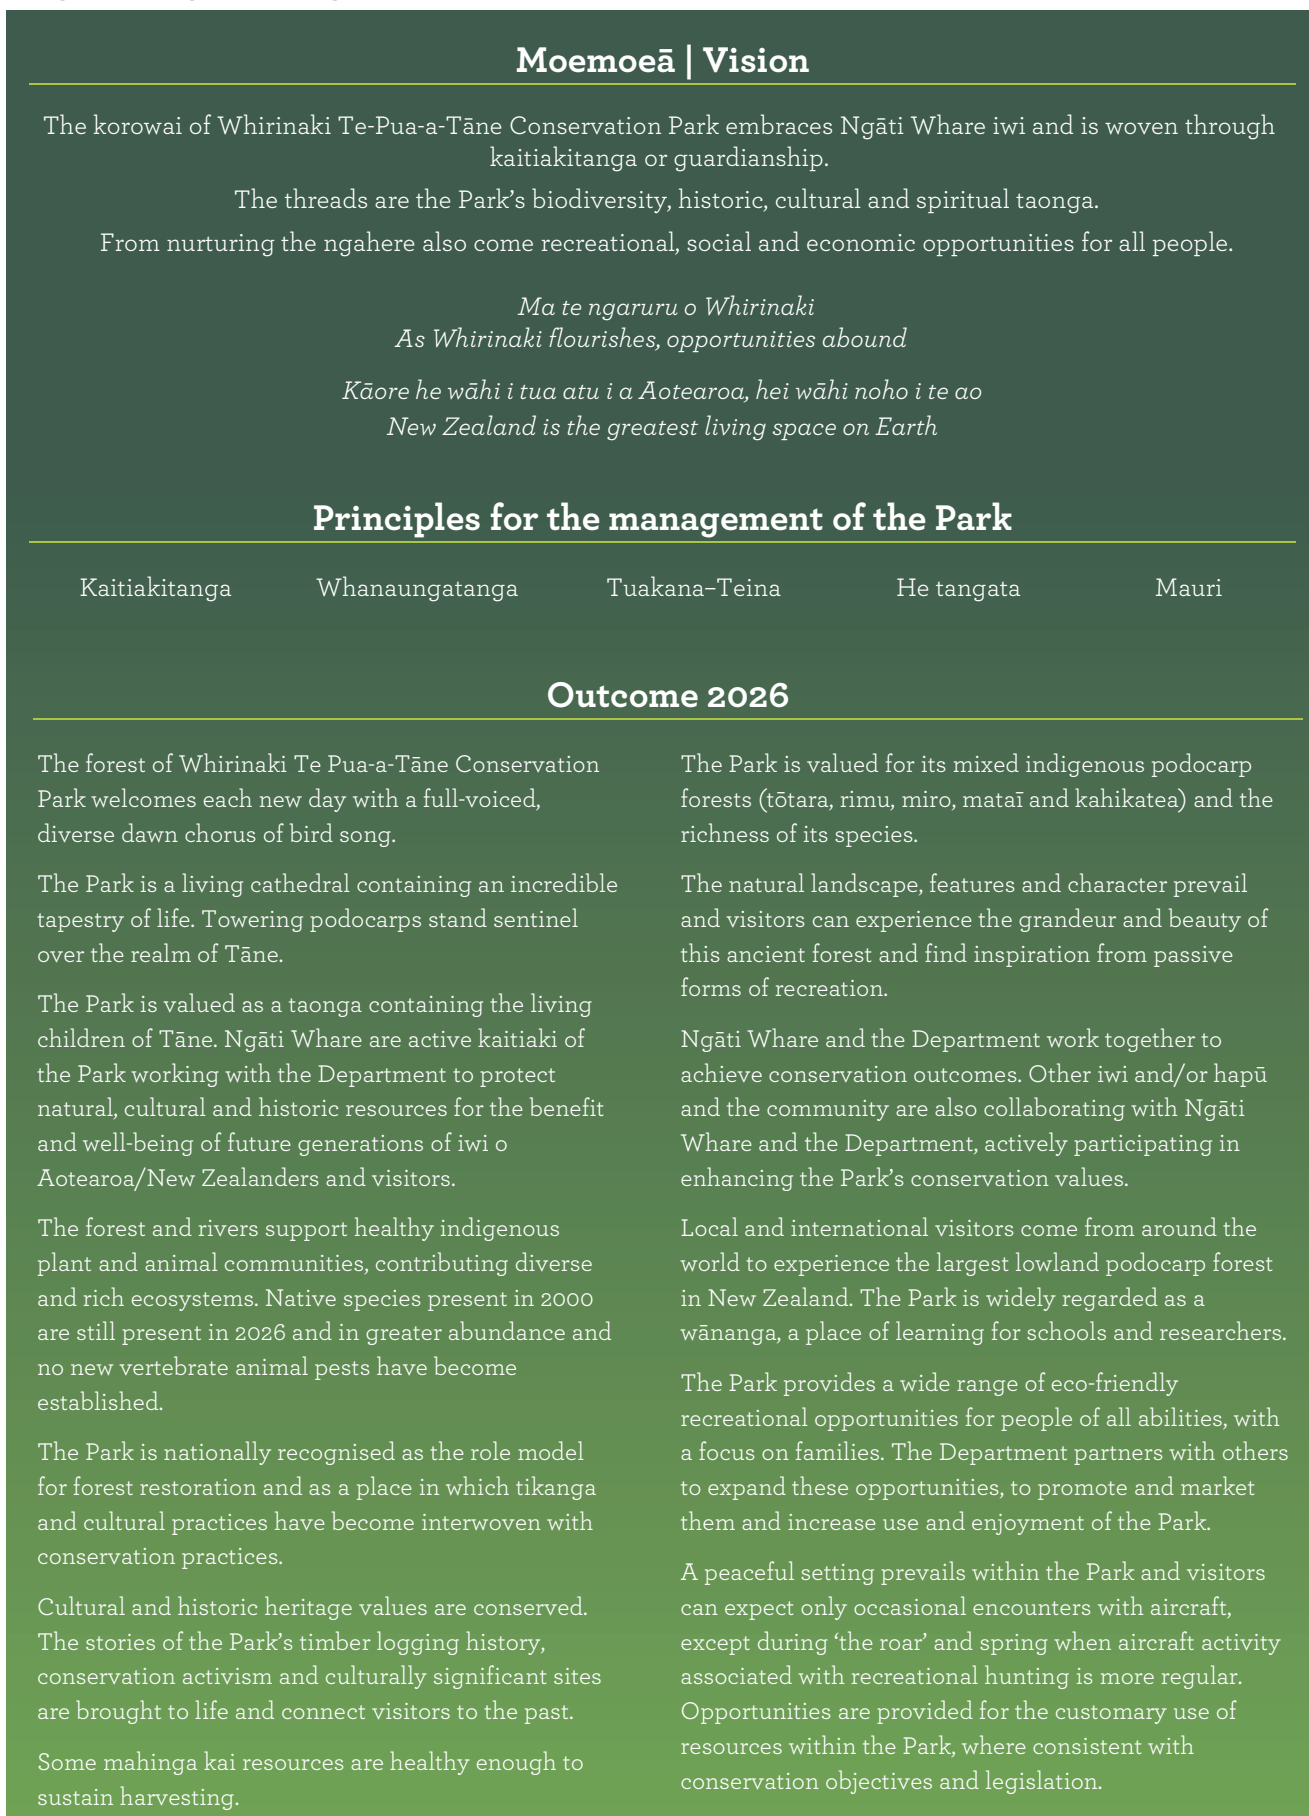 Moemoeā | Vision
The korowai of Whirinaki Te-Pua-a-Tāne Conservation Park embraces Ngāti Whare iwi and is woven through
kaitiakitanga or guardianship.
The threads are the Park’s biodiversity, historic, cultural and spiritual taonga.
From nurturing the ngahere also come recreational, social and economic opportunities for all people.
Ma te ngaruru o Whirinaki
As Whirinaki flourishes, opportunities abound
Kāore he wāhi i tua atu i a Aotearoa, hei wāhi noho i te ao
New Zealand is the greatest living space on Earth
Principles for the management of the Park
Kaitiakitanga Whanaungatanga Tuakana–Teina He tangata Mauri
Outcome 2026
The forest of Whirinaki Te Pua-a-Tāne Conservation
Park welcomes each new day with a full-voiced,
diverse dawn chorus of bird song.
The Park is a living cathedral containing an incredible
tapestry of life. Towering podocarps stand sentinel
over the realm of Tāne.
The Park is valued as a taonga containing the living
children of Tāne. Ngāti Whare are active kaitiaki of
the Park working with the Department to protect
natural, cultural and historic resources for the benefit
and well-being of future generations of iwi o
Aotearoa/New Zealanders and visitors.
The forest and rivers support healthy indigenous
plant and animal communities, contributing diverse
and rich ecosystems. Native species present in 2000
are still present in 2026 and in greater abundance and
no new vertebrate animal pests have become
established.
The Park is nationally recognised as the role model
for forest restoration and as a place in which tikanga
and cultural practices have become interwoven with
conservation practices.
Cultural and historic heritage values are conserved.
The stories of the Park’s timber logging history,
conservation activism and culturally significant sites
are brought to life and connect visitors to the past.
Some mahinga kai resources are healthy enough to
sustain harvesting.
The Park is valued for its mixed indigenous podocarp
forests (tōtara, rimu, miro, mataī and kahikatea) and the
richness of its species.
The natural landscape, features and character prevail
and visitors can experience the grandeur and beauty of
this ancient forest and find inspiration from passive
forms of recreation.
Ngāti Whare and the Department work together to
achieve conservation outcomes. Other iwi and/or hapū
and the community are also collaborating with Ngāti
Whare and the Department, actively participating in
enhancing the Park’s conservation values.
Local and international visitors come from around the
world to experience the largest lowland podocarp forest
in New Zealand. The Park is widely regarded as a
wānanga, a place of learning for schools and researchers.
The Park provides a wide range of eco-friendly
recreational opportunities for people of all abilities, with
a focus on families. The Department partners with others
to expand these opportunities, to promote and market
them and increase use and enjoyment of the Park.
A peaceful setting prevails within the Park and visitors
can expect only occasional encounters with aircraft,
except during ‘the roar’ and spring when aircraft activity
associated with recreational hunting is more regular.
Opportunities are provided for the customary use of
resources within the Park, where consistent with
conservation objectives and legislation.